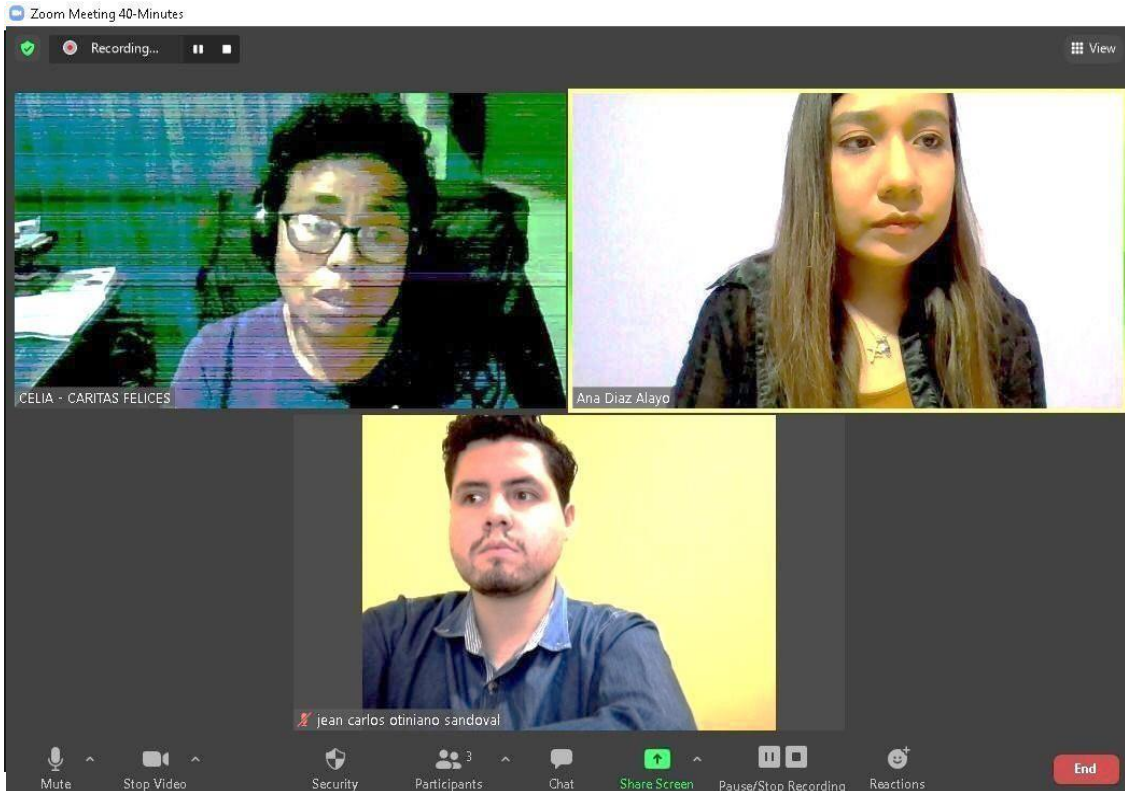 Zoom Meeting 40-Minutes
Recording...
View
CELIA - CARITAS FELICES
Ana Diaz Alayo
jean carlos otiniano sandoval
3
Mute
Stop Video
Security
Participants
Chat
Share Screen
Pause/Stop Recording
Reactions
End